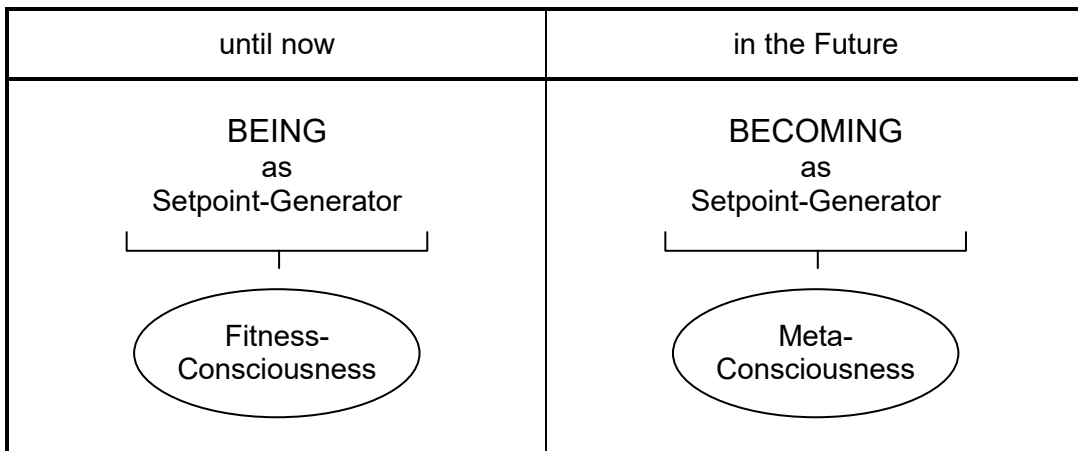 until now
in the Future
BEING
as
Setpoint-Generator
Fitness-
Consciousness
BECOMING
as
Setpoint-Generator
Meta-
Consciousness